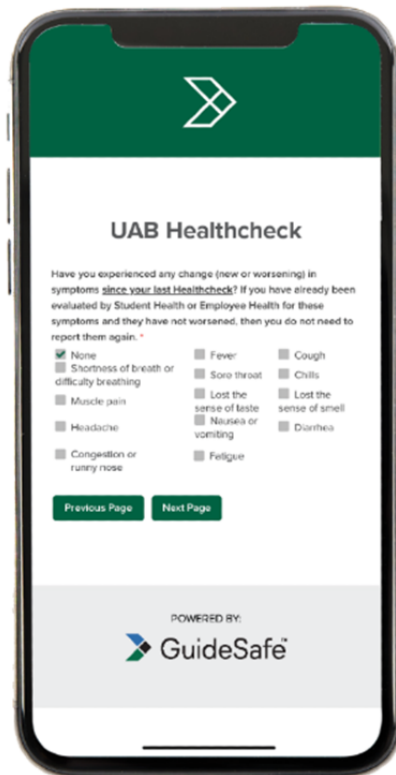 UAB Healthcheck
Have you experienced any change (new or worsening) in
symptoms since your last Healthcheck? If you have already been
evaluated by Student Health or Employee Health for these
symptoms and they have not worsened, then you do not need to
report them again. *
None
Fever
Cough
Shortness of breath or
difficulty breathing
Sore throat
Chills
Muscle pain
Lost the
sense of taste
Lost the
sense of smell
Headache
Nausea or
vomiting
Diarrhea
Congestion or
runny nose
Fatigue
Previous Page
Next Page
POWERED BY:
GuideSafe™